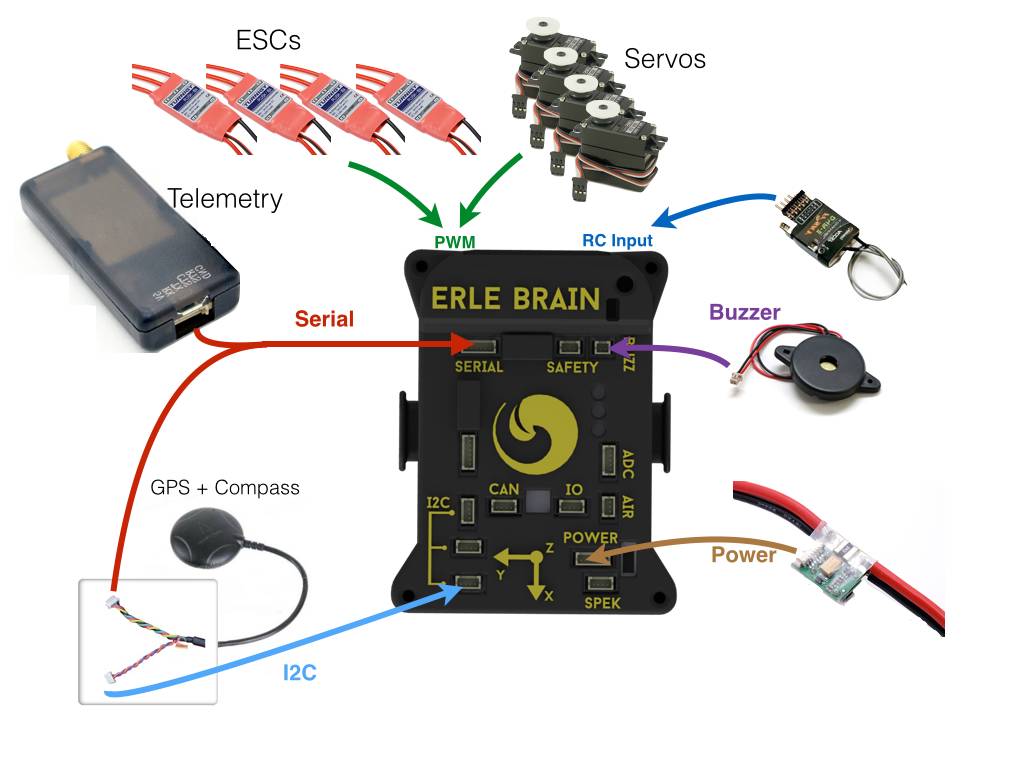 ESCs
Servos
Telemetry
PWM
RC Input
ERLE BRAIN
Serial
Buzzer
SERIAL
SAFETY
BUZZ
ADC
GPS + Compass
CAN
IO
I2C
AIR
POWER
Power
Z
Y
X
SPEK
I2C